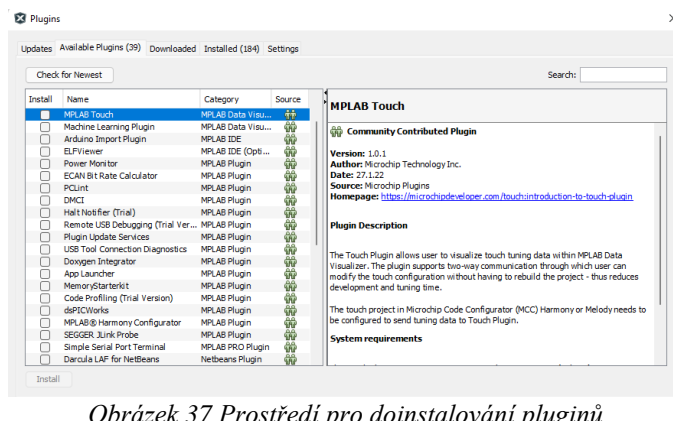 Plugins
Updates Available Plugins (39) Downloaded Installed (184) Settings
Check for Newest Search:
Install Name Category Source
MPLAB Touch MPLAB Data Visu...
Machine Learning Plugin MPLAB Data Visu...
Arduino Import Plugin MPLAB IDE
ELFViewer MPLAB IDE (Opti...
Power Monitor MPLAB Plugin
ECAN Bit Rate Calculator MPLAB Plugin
PCLint MPLAB Plugin
DMCI MPLAB Plugin
Halt Notifier (Trial) MPLAB Plugin
Remote USB Debugging (Trial Ver... MPLAB Plugin
Plugin Update Services MPLAB Plugin
USB Tool Connection Diagnostics MPLAB Plugin
Doxygen Integrator MPLAB Plugin
App Launcher MPLAB Plugin
MemoryStarterkit MPLAB Plugin
Code Profiling (Trial Version) MPLAB Plugin
dsPICWorks MPLAB Plugin
MPLAB® Harmony Configurator MPLAB Plugin
SEGGER JLink Probe MPLAB Plugin
Simple Serial Port Terminal MPLAB PRO Plugin
Darcula LAF for NetBeans Netbeans Plugin
Install
MPLAB Touch
Community Contributed Plugin
Version: 1.0.1
Author: Microchip Technology Inc.
Date: 27.1.22
Source: Microchip Plugins
Homepage: https://microchipdeveloper.com/touch:introduction-to-touch-plugin
Plugin Description
The Touch Plugin allows user to visualize touch tuning data within MPLAB Data
Visualizer. The plugin supports two-way communication through which user can
modify the touch configuration without having to rebuild the project - thus reduces
development and tuning time.
The touch project in Microchip Code Configurator (MCC) Harmony or Melody needs to
be configured to send tuning data to Touch Plugin.
System requirements
Obrázek 37 Prostředí pro doinstalování pluginů